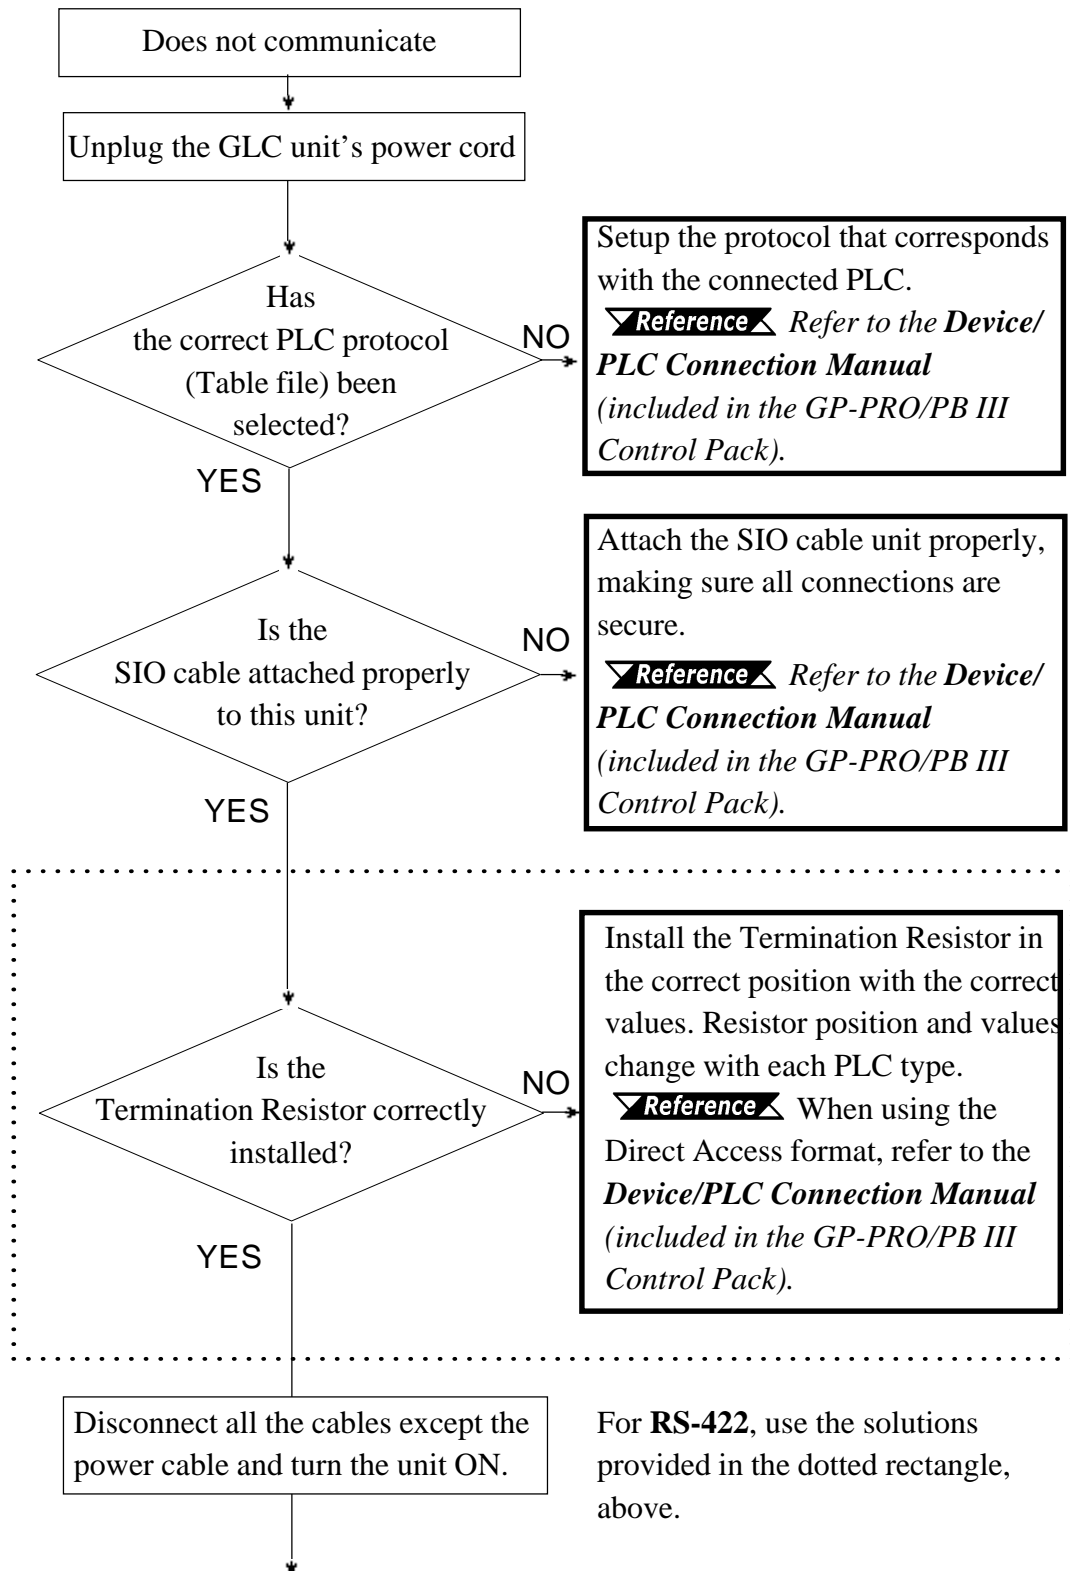 Does not communicate
Unplug the GLC unit’s power cord
Has
the correct PLC protocol
(Table file) been
selected?
NO
YES
Setup the protocol that corresponds
with the connected PLC.
Reference Refer to the Device/
PLC Connection Manual
(included in the GP-PRO/PB III
Control Pack).
Is the
SIO cable attached properly
to this unit?
NO
YES
Attach the SIO cable unit properly,
making sure all connections are
secure.
Reference Refer to the Device/
PLC Connection Manual
(included in the GP-PRO/PB III
Control Pack).
Is the
Termination Resistor correctly
installed?
NO
YES
Install the Termination Resistor in
the correct position with the correct
values. Resistor position and values
change with each PLC type.
Reference When using the
Direct Access format, refer to the
Device/PLC Connection Manual
(included in the GP-PRO/PB III
Control Pack).
Disconnect all the cables except the
power cable and turn the unit ON.
For RS-422, use the solutions
provided in the dotted rectangle,
above.